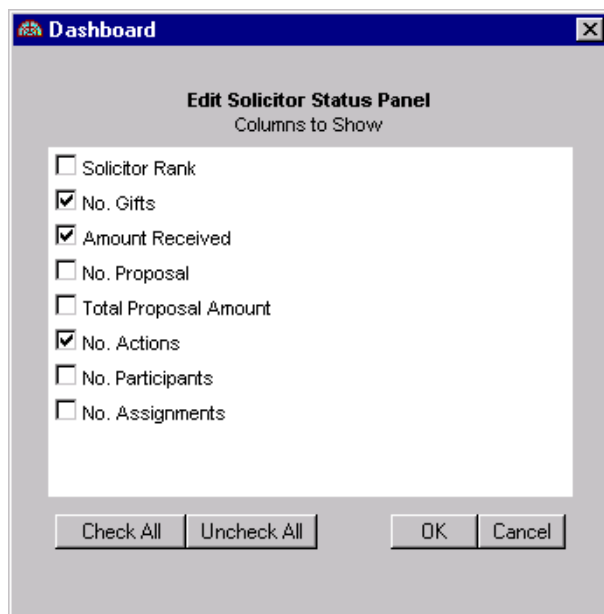 Dashboard
Edit Solicitor Status Panel
Columns to Show
Solicitor Rank
No. Gifts
Amount Received
No. Proposal
Total Proposal Amount
No. Actions
No. Participants
No. Assignments
Check All Uncheck All OK Cancel